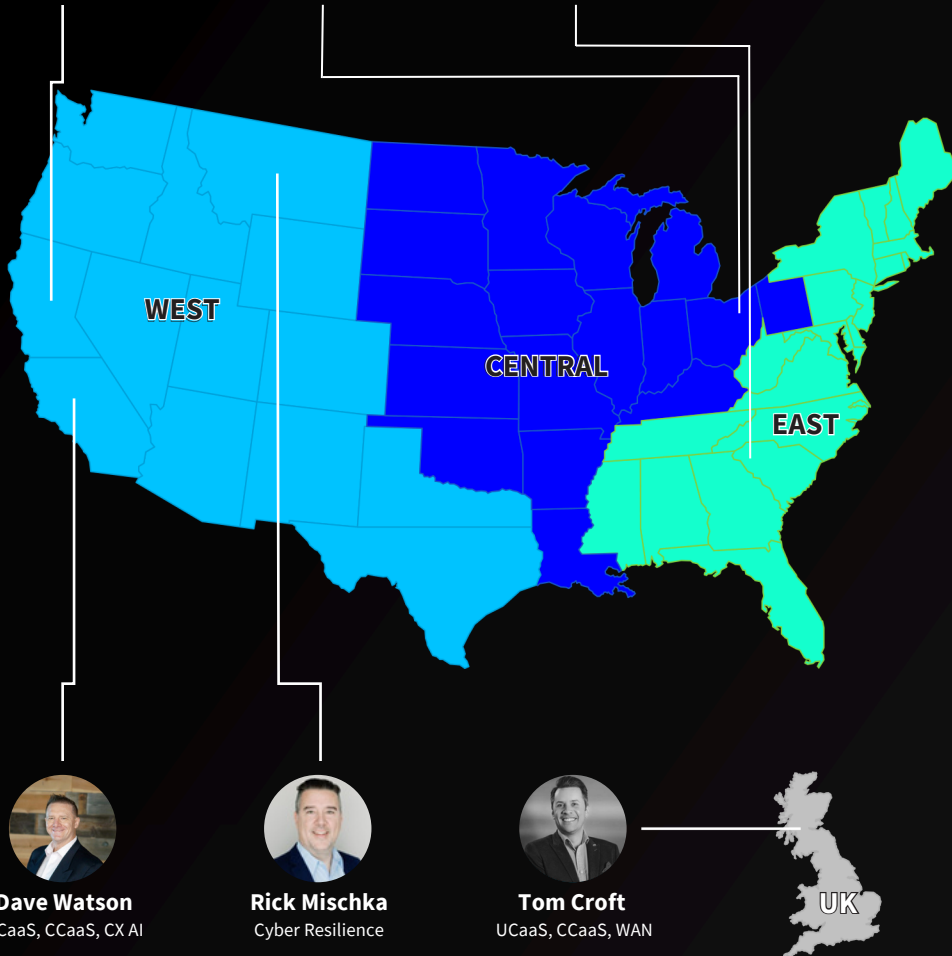 WEST
CENTRAL
EAST
Dave Watson
CaaS, CCaaS, CX AI
Rick Mischka
Cyber Resilience
Tom Croft
UCaaS, CCaaS, WAN
UK